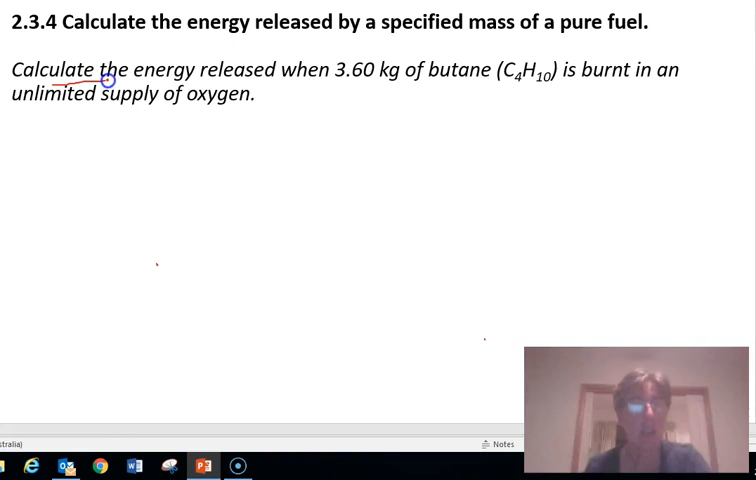 2.3.4 Calculate the energy released by a specified mass of a pure fuel.
Calculate the energy released when 3.60 kg of butane (C₄H₁₀) is burnt in an
unlimited supply of oxygen.
stralia)
Notes